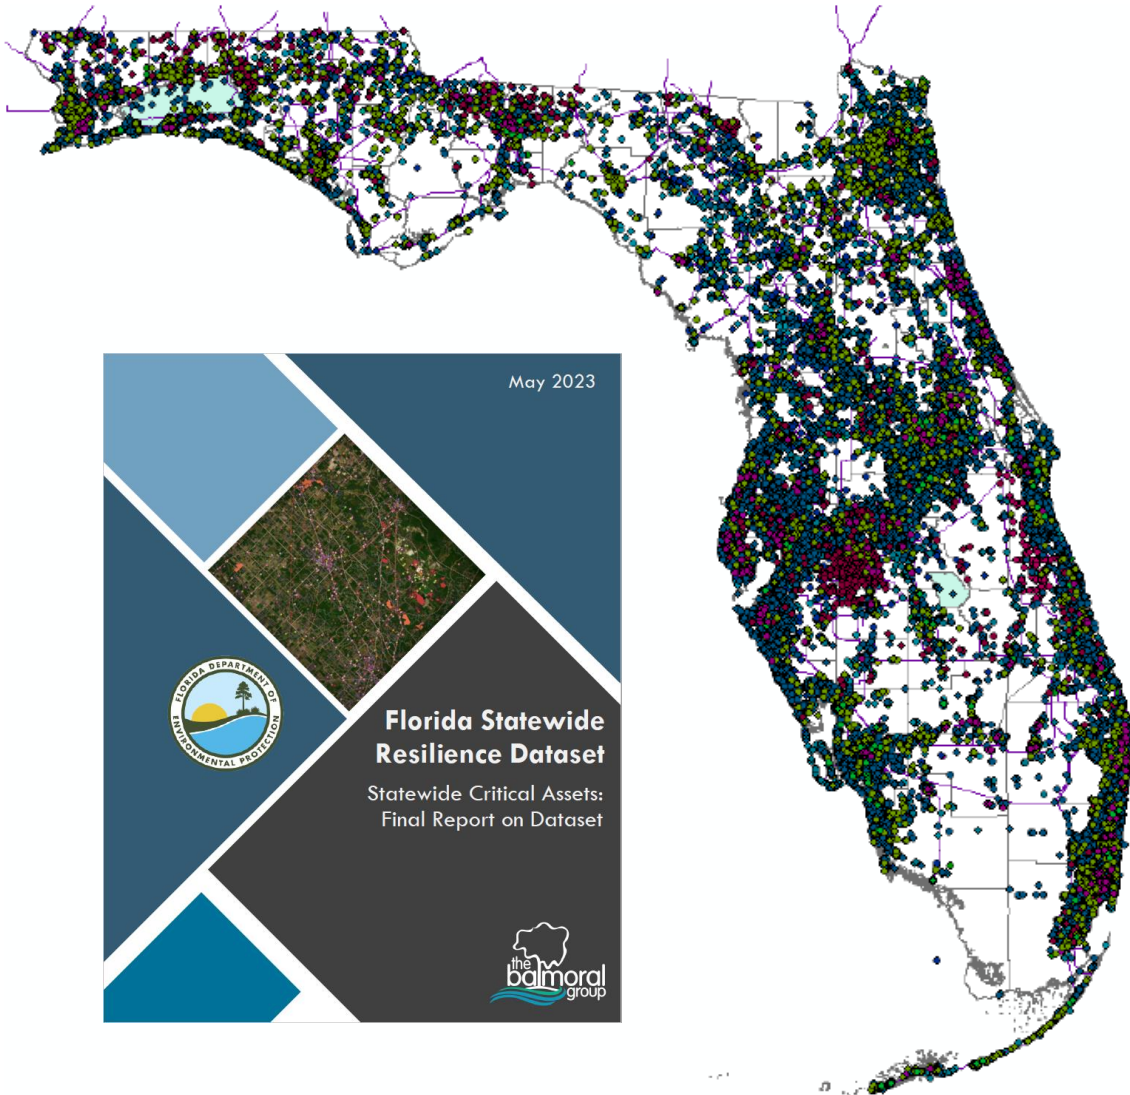 May 2023
FLORIDA DEPARTMENT OF
ENVIRONMENTAL PROTECTION
Florida Statewide
Resilience Dataset
Statewide Critical Assets:
Final Report on Dataset
the
balmoral
group